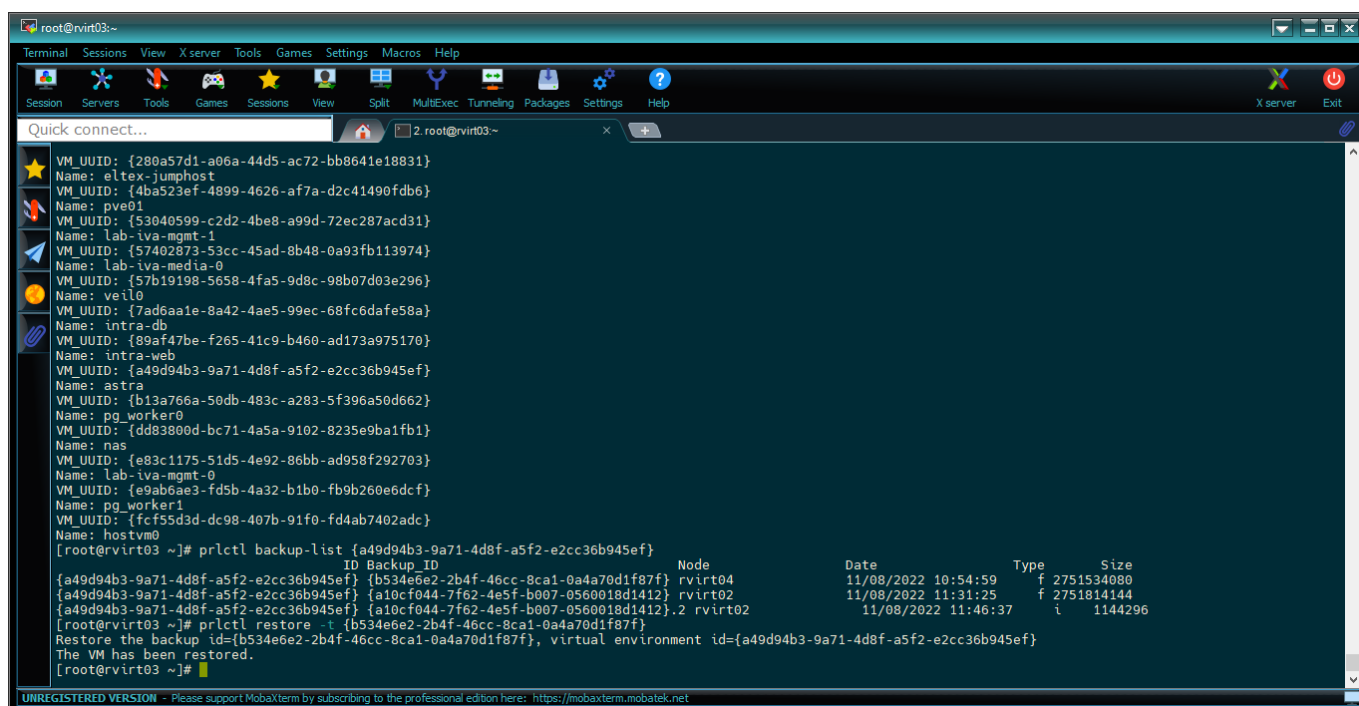 root@rvirt03:~
Terminal Sessions View X server Tools Games Settings Macros Help
Session Servers Tools Games Sessions View Split MultiExec Tunneling Packages Settings Help X server Exit
Quick connect... 2. root@rvirt03:~
VM_UUID: {280a57d1-a06a-44d5-ac72-bb8641e18831}
Name: eltex-jumphost
VM_UUID: {4ba523ef-4899-4626-af7a-d2c41490fdb6}
Name: pve01
VM_UUID: {53040599-c2d2-4be8-a99d-72ec287acd31}
Name: lab-iva-mgmt-1
VM_UUID: {57402873-53cc-45ad-8b48-0a93fb113974}
Name: lab-iva-media-0
VM_UUID: {57b19198-5658-4fa5-9d8c-98b07d03e296}
Name: veil0
VM_UUID: {7ad6aa1e-8a42-4ae5-99ec-68fc6dafe58a}
Name: intra-db
VM_UUID: {89af47be-f265-41c9-b460-ad173a975170}
Name: intra-web
VM_UUID: {a49d94b3-9a71-4d8f-a5f2-e2cc36b945ef}
Name: astra
VM_UUID: {b13a766a-50db-483c-a283-5f396a50d662}
Name: pg_worker0
VM_UUID: {dd83800d-bc71-4a5a-9102-8235e9ba1fb1}
Name: nas
VM_UUID: {e83c1175-51d5-4e92-86bb-ad958f292703}
Name: lab-iva-mgmt-0
VM_UUID: {e9ab6ae3-fd5b-4a32-b1b0-fb9b260e6dcf}
Name: pg_worker1
VM_UUID: {fcf55d3d-dc98-407b-91f0-fd4ab7402adc}
Name: hostvm0
[root@rvirt03 ~]# prlctl backup-list {a49d94b3-9a71-4d8f-a5f2-e2cc36b945ef}
ID Backup_ID Node Date Type Size
{a49d94b3-9a71-4d8f-a5f2-e2cc36b945ef} {b534e6e2-2b4f-46cc-8ca1-0a4a70d1f87f} rvirt04 11/08/2022 10:54:59 f 2751534080
{a49d94b3-9a71-4d8f-a5f2-e2cc36b945ef} {a10cf044-7f62-4e5f-b007-0560018d1412} rvirt02 11/08/2022 11:31:25 f 2751814144
{a49d94b3-9a71-4d8f-a5f2-e2cc36b945ef} {a10cf044-7f62-4e5f-b007-0560018d1412}.2 rvirt02 11/08/2022 11:46:37 i 1144296
[root@rvirt03 ~]# prlctl restore -t {b534e6e2-2b4f-46cc-8ca1-0a4a70d1f87f}
Restore the backup id={b534e6e2-2b4f-46cc-8ca1-0a4a70d1f87f}, virtual environment id={a49d94b3-9a71-4d8f-a5f2-e2cc36b945ef}
The VM has been restored.
[root@rvirt03 ~]#
UNREGISTERED VERSION - Please support MobaXterm by subscribing to the professional edition here: https://mobaxterm.mobatek.net